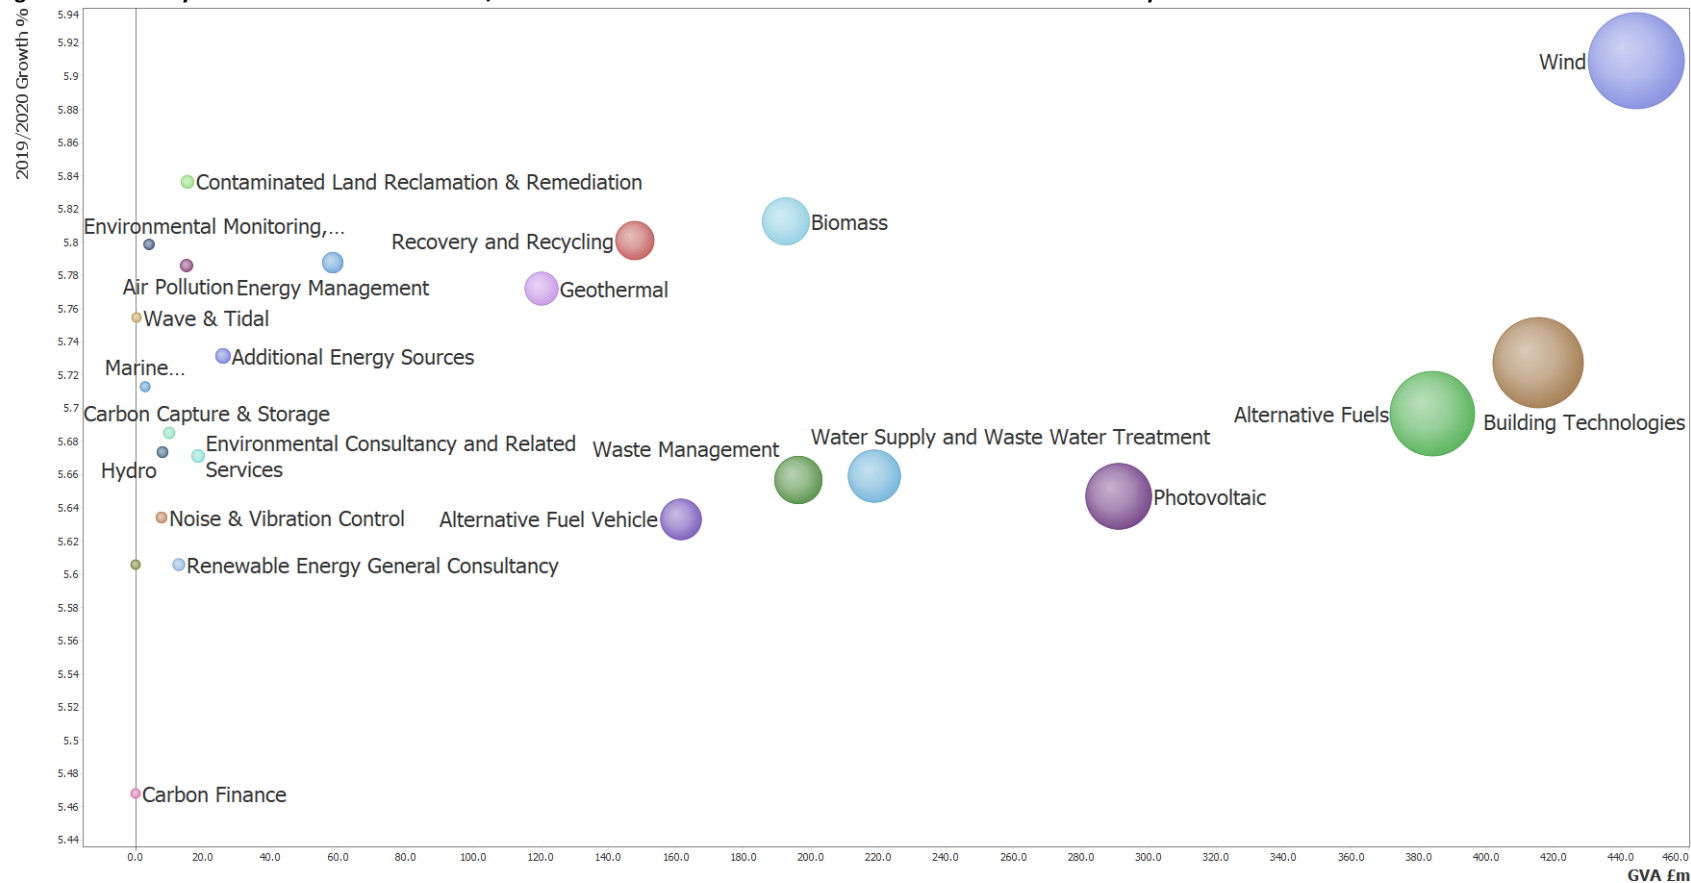 2019/2020 Growth %
5.94
5.92
5.9
5.88
5.86
5.84
5.82
5.8
5.78
5.76
5.74
5.72
5.7
5.68
5.66
5.64
5.62
5.6
5.58
5.56
5.54
5.52
5.5
5.48
5.46
5.44
Wind
Contaminated Land Reclamation & Remediation
Biomass
Environmental Monitoring,...
Recovery and Recycling
Air Pollution
Energy Management
Geothermal
Wave & Tidal
Additional Energy Sources
Marine...
Carbon Capture & Storage
Alternative Fuels
Building Technologies
Environmental Consultancy and Related
Services
Hydro
Waste Management
Water Supply and Waste Water Treatment
Photovoltaic
Noise & Vibration Control
Alternative Fuel Vehicle
Renewable Energy General Consultancy
Carbon Finance
0.0 20.0 40.0 60.0 80.0 100.0 120.0 140.0 160.0 180.0 200.0 220.0 240.0 260.0 280.0 300.0 320.0 340.0 360.0 380.0 400.0 420.0 440.0 460.0
GVA £m